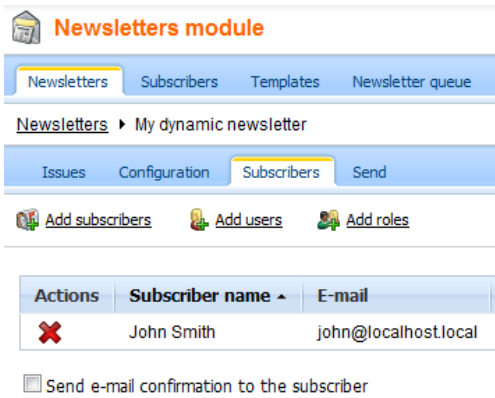 Newsletters module
Newsletters Subscribers Templates Newsletter queue
Newsletters My dynamic newsletter
Issues Configuration Subscribers Send
Add subscribers Add users Add roles
Actions Subscriber name E-mail
John Smith john@localhost.local
Send e-mail confirmation to the subscriber